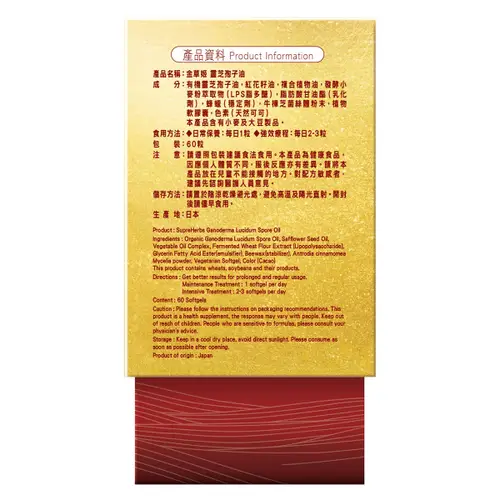 產品資料 Product Information
產品名稱：金草姬 靈芝孢子油
成 份：有機靈芝孢子油，紅花籽油，複合植物油，發酵小
麥粉萃取物（LPS脂多醣），脂肪酸甘油酯（乳化
劑），蜂蠟（穩定劑），牛樟芝菌絲體粉末，植物
軟膠囊，色素（天然可可）
本產品含有小麥及大豆製品。
食用方法：◆日常保養：每日1粒 ◆強效療程：每日2-3粒
包 裝：60粒
注 意：請遵照包裝建議食法食用。本產品為健康食品，
因應個人體質不同，服後反應亦有差異。請將本
產品放在兒童不能接觸的地方。對配方敏感者，
建議先諮詢醫護人員意見。
儲存方法：請置於陰涼乾燥避光處，避免高溫及陽光直射。開封
後請儘早食用。
生 產 地：日本
Product : SupreHerbs Ganoderma Lucidum Spore Oil
Ingredients : Organic Ganoderma Lucidum Spore Oil, Safflower Seed Oil,
Vegetable Oil Complex, Fermented Wheat Flour Extract (Lipopolysaccharide),
Glycerin Fatty Acid Ester(emulsifier), Beeswax(stabilizer), Antrodia cinnamomea
Mycelia powder, Vegetarian Softgel, Color (Cacao)
This product contains wheats, soybeans and their products.
Directions : Get better results for prolonged and regular usage.
Maintenance Treatment : 1 softgel per day
Intensive Treatment : 2-3 softgels per day
Content : 60 Softgels
Caution : Please follow the instructions on packaging recommendations. This
product is a health supplement, the response may vary with people. Keep out
of reach of children. People who are sensitive to formulas, please consult your
physician's advice.
Storage : Keep in a cool dry place, avoid direct sunlight. Please consume as
soon as possible after opening.
Product of origin : Japan